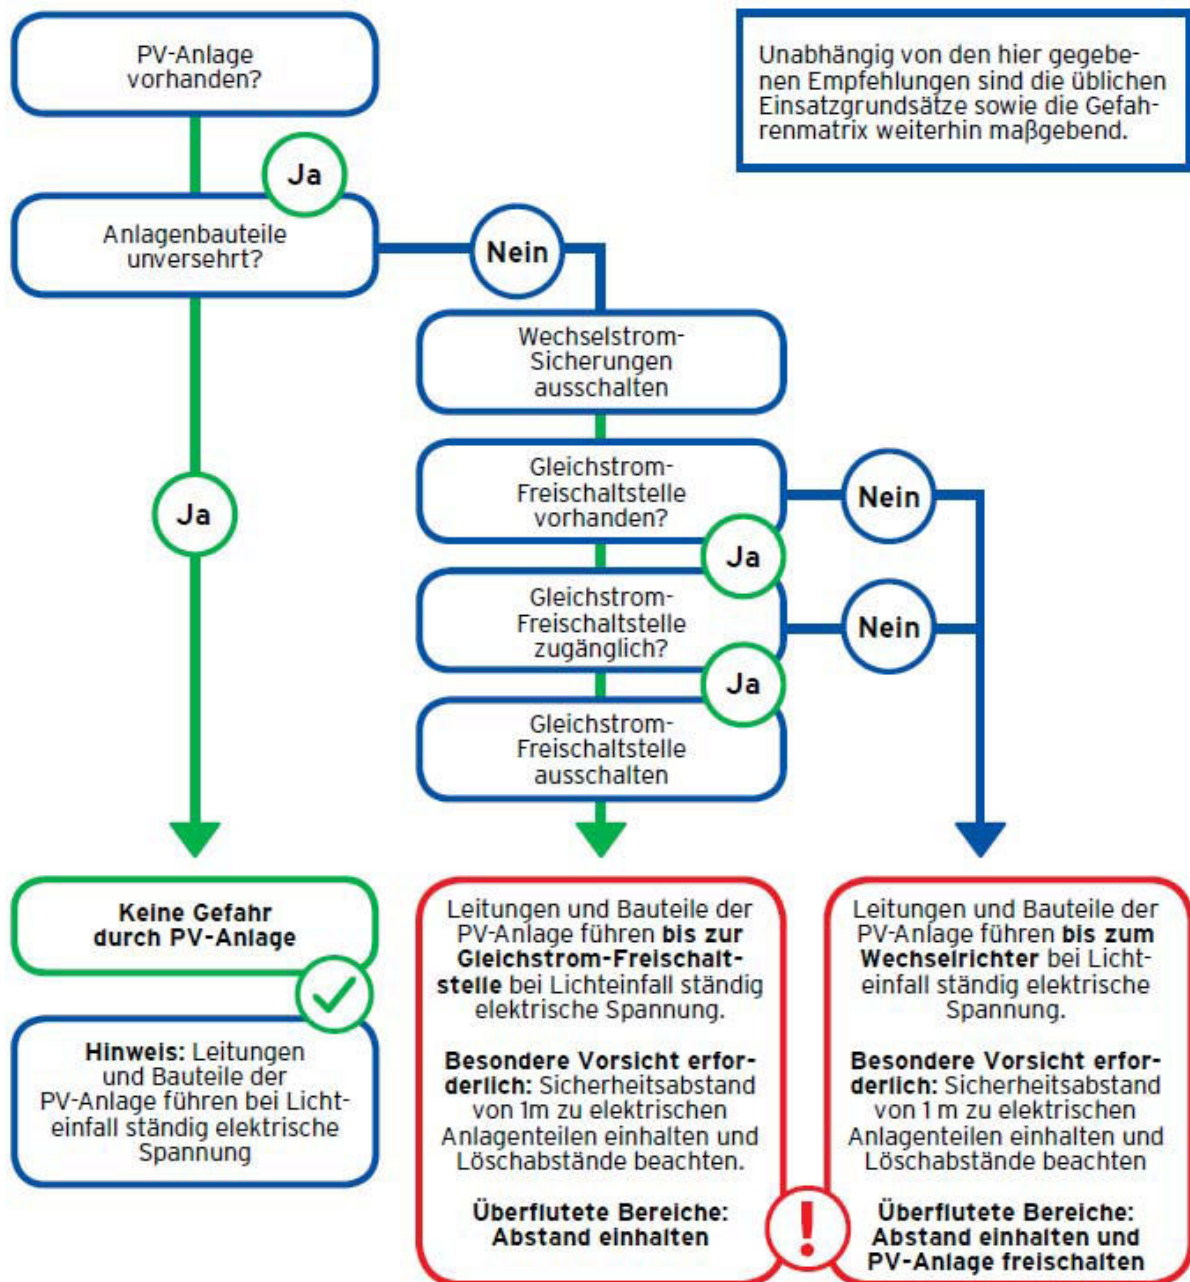 PV-Anlage
vorhanden?
Unabhängig von den hier gegebe-
nen Empfehlungen sind die üblichen
Einsatzgrundsätze sowie die Gefah-
renmatrix weiterhin maßgebend.
Ja
Anlagenbauteile
unversehrt?
Nein
Wechselstrom-
Sicherungen
ausschalten
Gleichstrom-
Freischaltstelle
vorhanden?
Nein
Ja
Ja
Gleichstrom-
Freischaltstelle
zugänglich?
Nein
Ja
Gleichstrom-
Freischaltstelle
ausschalten
Keine Gefahr
durch PV-Anlage
Hinweis: Leitungen
und Bauteile der
PV-Anlage führen bei Licht-
einfall ständig elektrische
Spannung
Leitungen und Bauteile der
PV-Anlage führen bis zur
Gleichstrom-Freischalt-
stelle bei Lichteinfall ständig
elektrische Spannung.
Besondere Vorsicht erfor-
derlich: Sicherheitsabstand
von 1m zu elektrischen
Anlagenteilen einhalten und
Löschabstände beachten.
Überflutete Bereiche:
Abstand einhalten
!
Leitungen und Bauteile der
PV-Anlage führen bis zum
Wechselrichter bei Licht-
einfall ständig elektrische
Spannung.
Besondere Vorsicht erfor-
derlich: Sicherheitsabstand
von 1 m zu elektrischen
Anlagenteilen einhalten und
Löschabstände beachten
Überflutete Bereiche:
Abstand einhalten und
PV-Anlage freischalten